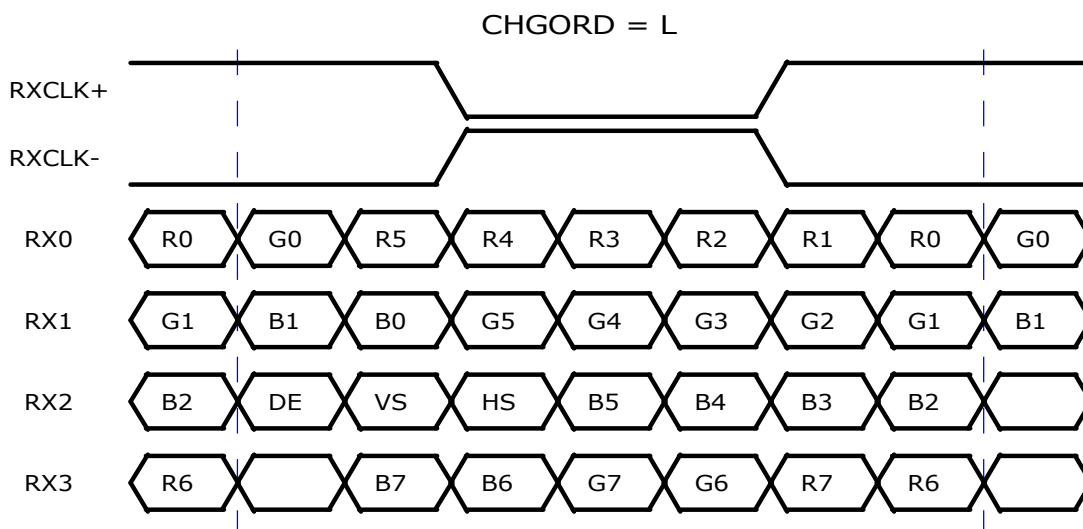 CHGORD = L
RXCLK+
RXCLK-
RX0 R0 G0 R5 R4 R3 R2 R1 R0 G0
RX1 G1 B1 B0 G5 G4 G3 G2 G1 B1
RX2 B2 DE VS HS B5 B4 B3 B2
RX3 R6 B7 B6 G7 G6 R7 R6